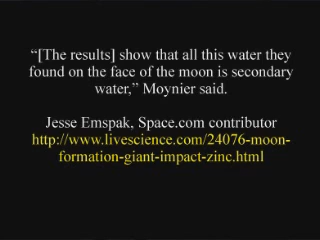 “[The results] show that all this water they
found on the face of the moon is secondary
water,” Moynier said.
Jesse Emspak, Space.com contributor
http://www.livescience.com/24076-moon-
formation-giant-impact-zinc.html